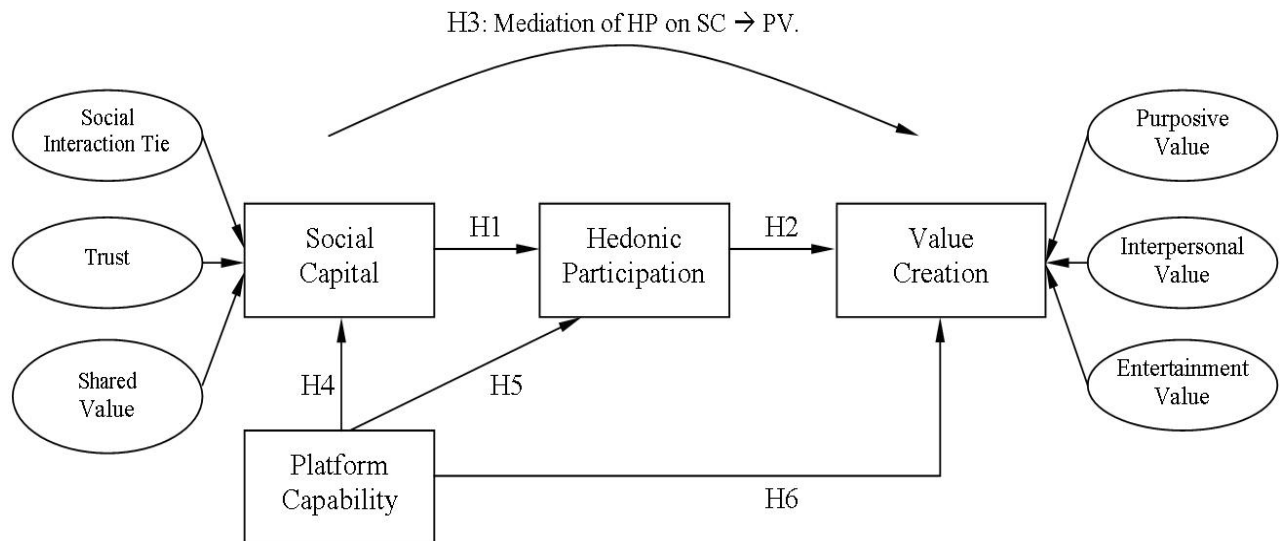 H3: Mediation of HP on SC → PV.
Social
Interaction Tie
Trust
Shared
Value
Social
Capital
H1
Hedonic
Participation
H2
Value
Creation
Purposive
Value
Interpersonal
Value
Entertainment
Value
H4
H5
Platform
Capability
H6